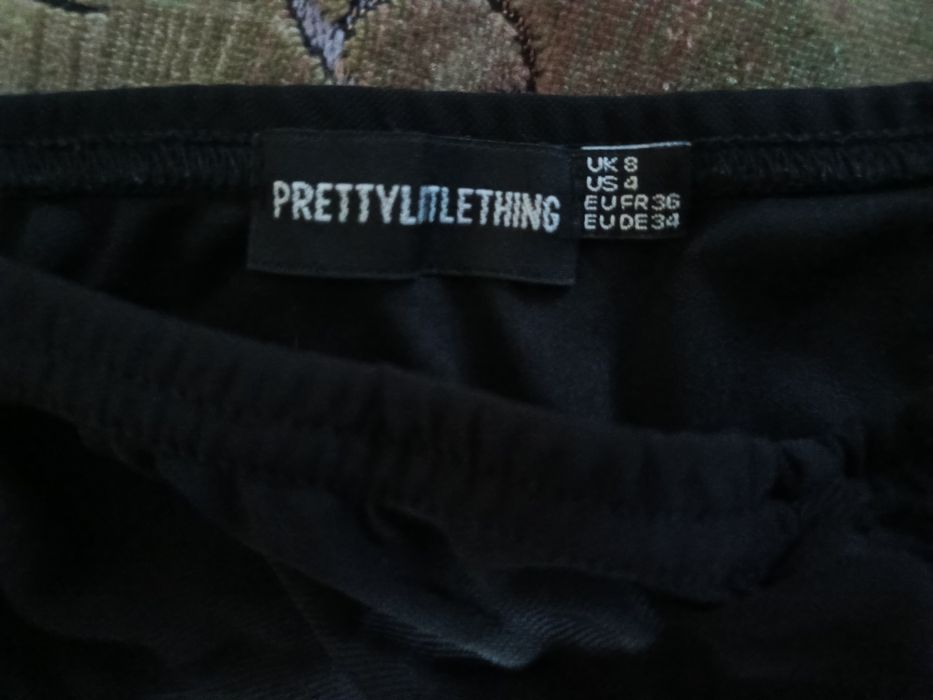 PRETTYLITTLETHING
UK 8
US 4
EU FR 36
EU DE 34